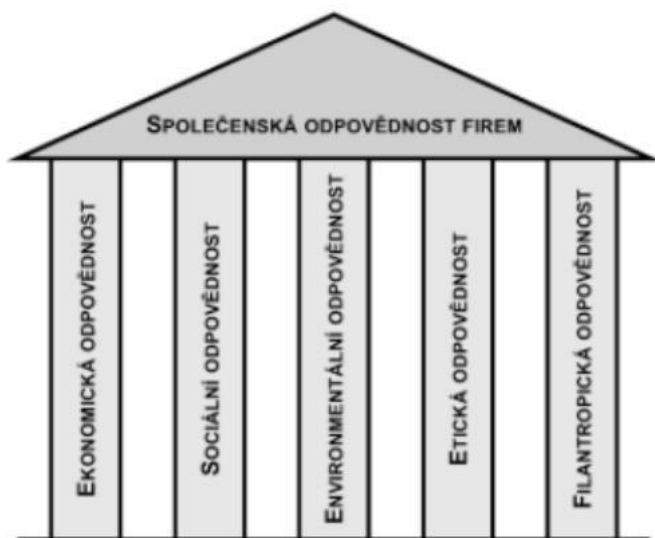 SPOLEČENSKÁ ODPOVĚDNOST FIREM
EKONOMICKÁ ODPOVĚDNOST
SOCIÁLNÍ ODPOVĚDNOST
ENVIRONMENTÁLNÍ ODPOVĚDNOST
ETICKÁ ODPOVĚDNOST
FILANTROPICKÁ ODPOVĚDNOST